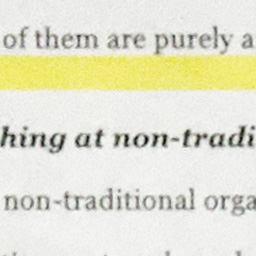 of them are purely a
hing at non-tradi
non-traditional orga